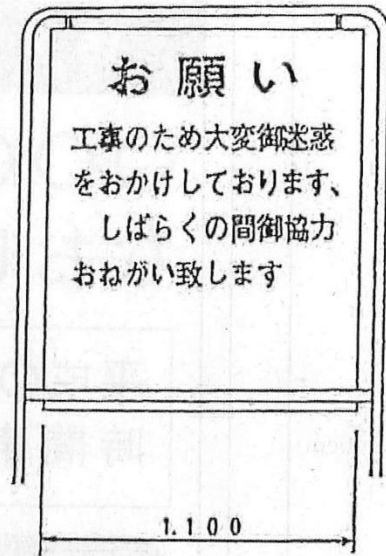 お願い
工事のため大変御迷惑
をおかけしております、
しばらくの間御協力
おねがい致します
1.100